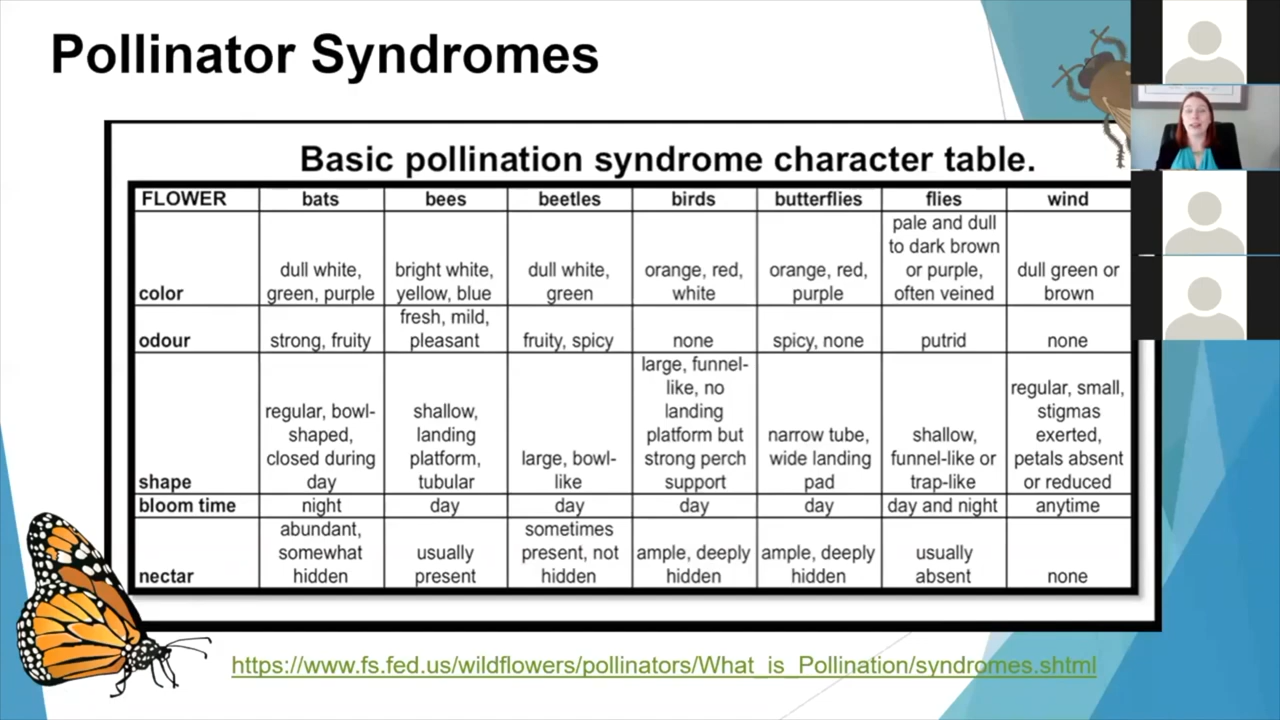 Pollinator Syndromes
Basic pollination syndrome character table.
FLOWER bats bees beetles birds butterflies flies wind
color dull white, green, purple bright white, yellow, blue dull white, green orange, red, white orange, red, purple pale and dull to dark brown or purple, often veined dull green or brown
odour strong, fruity fresh, mild, pleasant fruity, spicy none spicy, none putrid none
shape regular, bowl-shaped, closed during day shallow, landing platform, tubular large, bowl-like large, funnel-like, no landing platform but strong perch support narrow tube, wide landing pad shallow, funnel-like or trap-like regular, small, stigmas exerted, petals absent or reduced
bloom time night day day day day day and night anytime
nectar abundant, somewhat hidden usually present sometimes present, not hidden ample, deeply hidden ample, deeply hidden usually absent none
https://www.fs.fed.us/wildflowers/pollinators/What_is_Pollination/syndromes.shtml